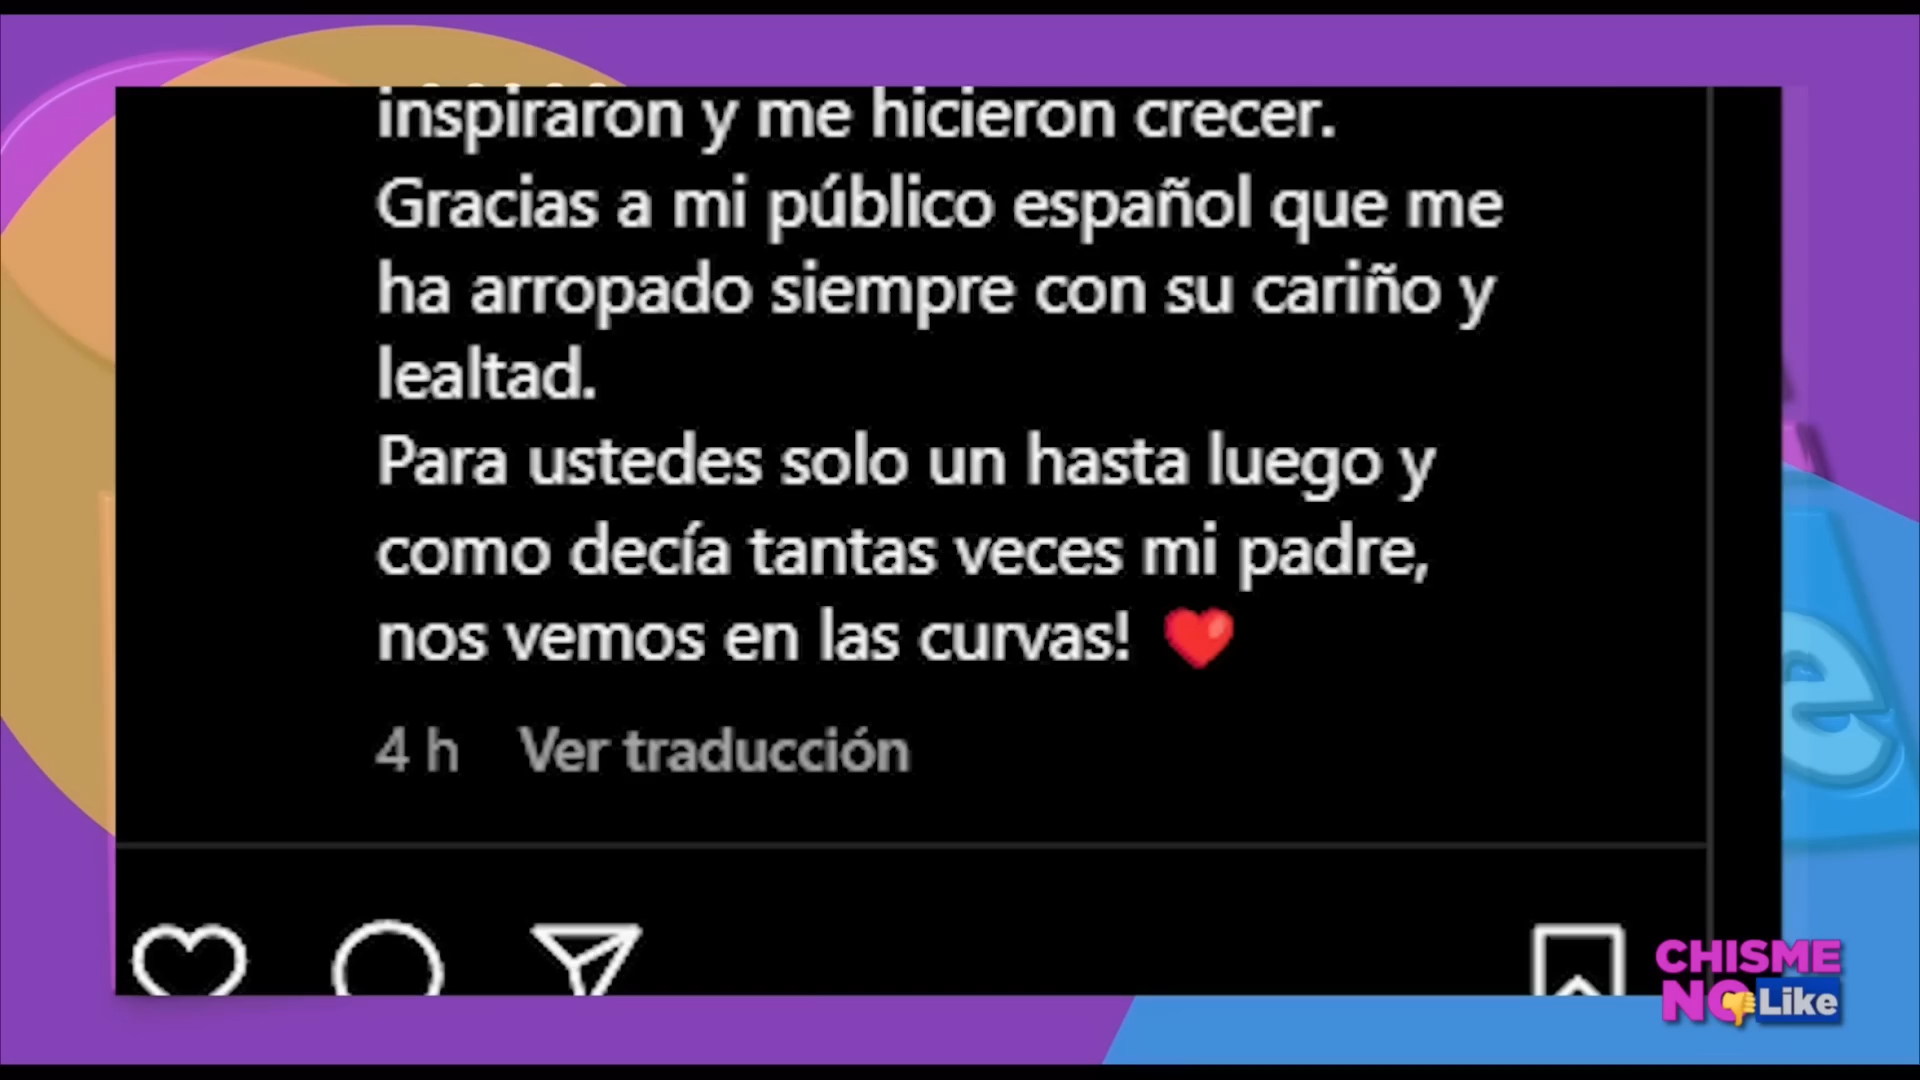 inspiraron y me hicieron crecer.
Gracias a mi público español que me
ha arropado siempre con su cariño y
lealtad.
Para ustedes solo un hasta luego y
como decía tantas veces mi padre,
nos vemos en las curvas! ❤️
4 h Ver traducción
e
CHISME
NO Like